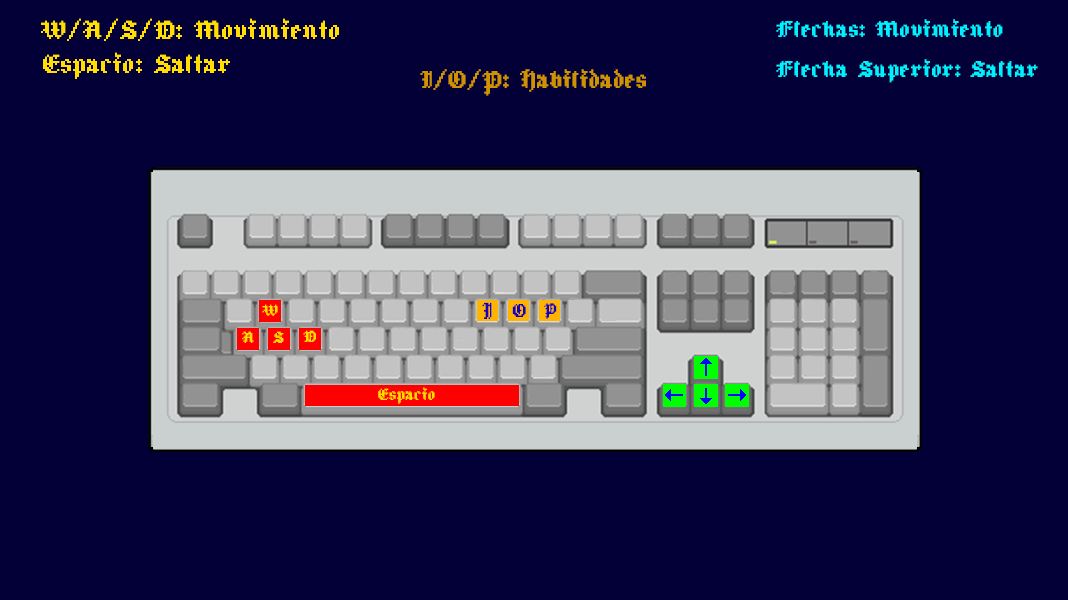 W/A/S/D: Movimiento
Espacio: Saltar
I/O/P: Habilidades
Flechas: Movimiento
Flecha Superior: Saltar
W
I O P
A S D
↑
Espacio
← ↓ →